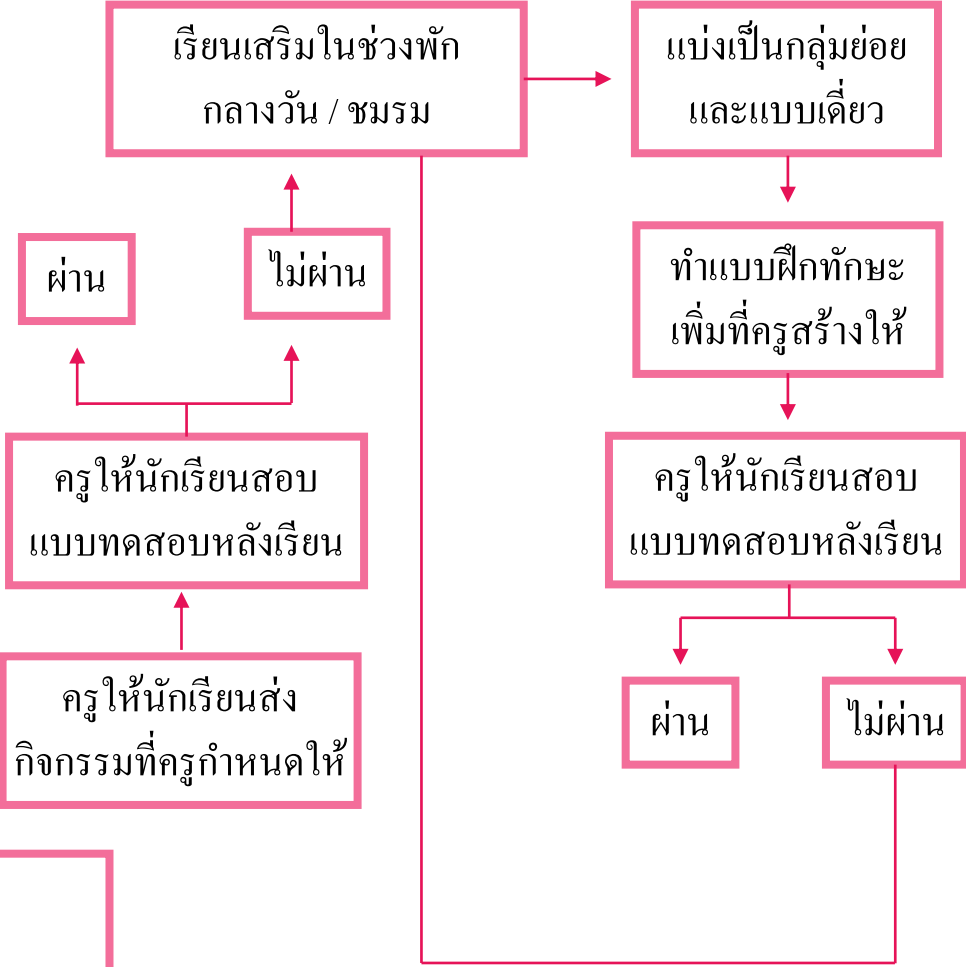 เรียนเสริมในช่วงพัก
กลางวัน / ชมรม
แบ่งเป็นกลุ่มย่อย
และแบบเดี่ยว
ผ่าน
ไม่ผ่าน
ทำแบบฝึกทักษะ
เพิ่มที่ครูสร้างให้
ครูให้นักเรียนสอบ
แบบทดสอบหลังเรียน
ครูให้นักเรียนสอบ
แบบทดสอบหลังเรียน
ครูให้นักเรียนส่ง
กิจกรรมที่ครูกำหนดให้
ผ่าน
ไม่ผ่าน